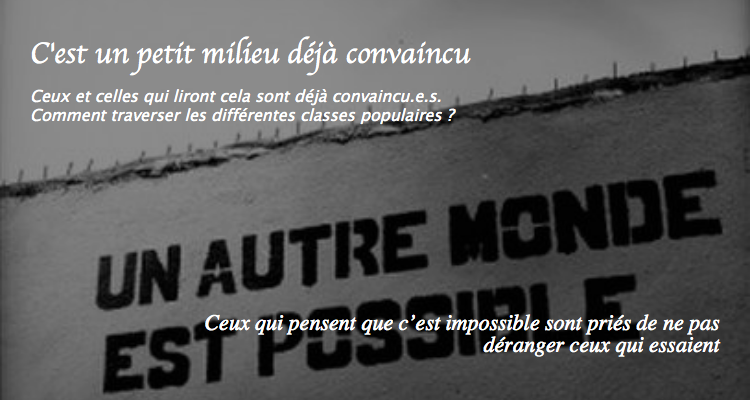 C'est un petit milieu déjà convaincu
Ceux et celles qui liront cela sont déjà convaincu.e.s.
Comment traverser les différentes classes populaires ?
UN AUTRE MONDE
EST POSSIBLE
Ceux qui pensent que c’est impossible sont priés de ne pas
déranger ceux qui essaient